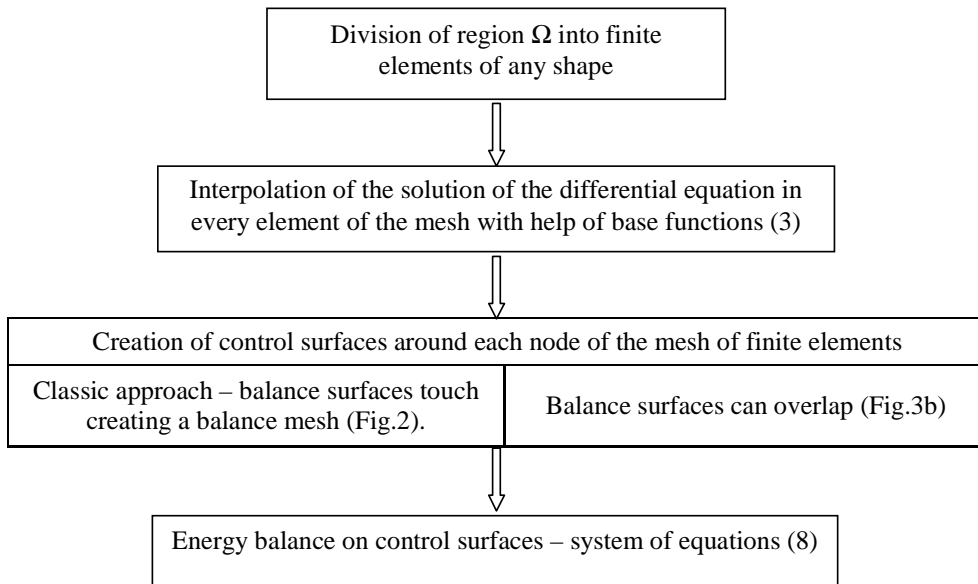 Division of region Ω into finite
elements of any shape
Interpolation of the solution of the differential equation in
every element of the mesh with help of base functions (3)
Creation of control surfaces around each node of the mesh of finite elements
Classic approach – balance surfaces touch
creating a balance mesh (Fig.2).
Balance surfaces can overlap (Fig.3b)
Energy balance on control surfaces – system of equations (8)